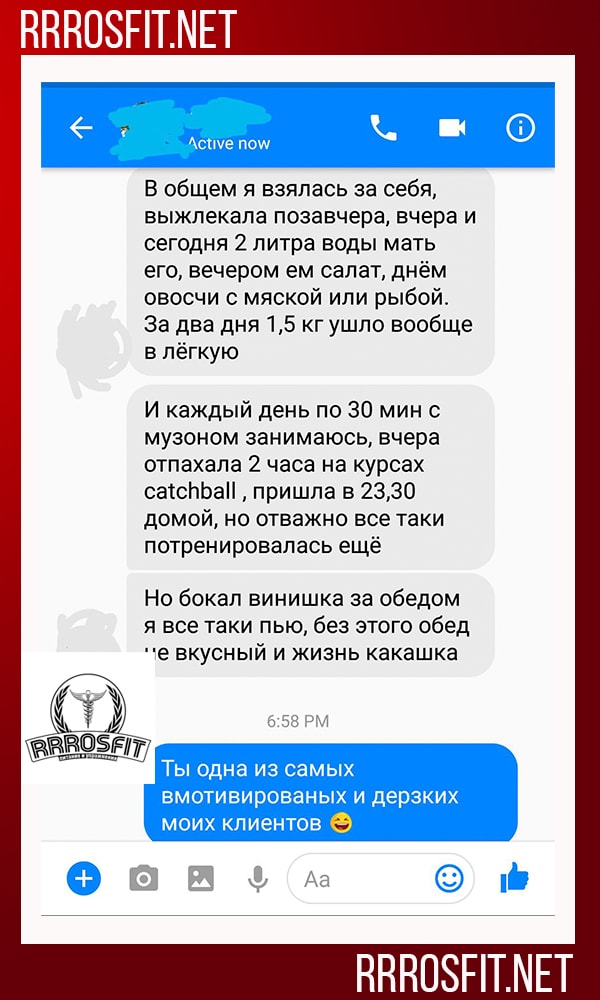 RRROSFIT.NET
Active now
В общем я взялась за себя,
выжлекала позавчера, вчера и
сегодня 2 литра воды мать
его, вечером ем салат, днём
овосчи с мяской или рыбой.
За два дня 1,5 кг ушло вообще
в лёгкую
И каждый день по 30 мин с
музоном занимаюсь, вчера
отпахала 2 часа на курсах
catchball , пришла в 23,30
домой, но отважно все таки
потренировалась ещё
Но бокал винишка за обедом
я все таки пью, без этого обед
не вкусный и жизнь какашка
6:58 PM
RRROSFIT
Ты одна из самых
вмотивированых и дерзких
моих клиентов 😂
Aa
RRROSFIT.NET